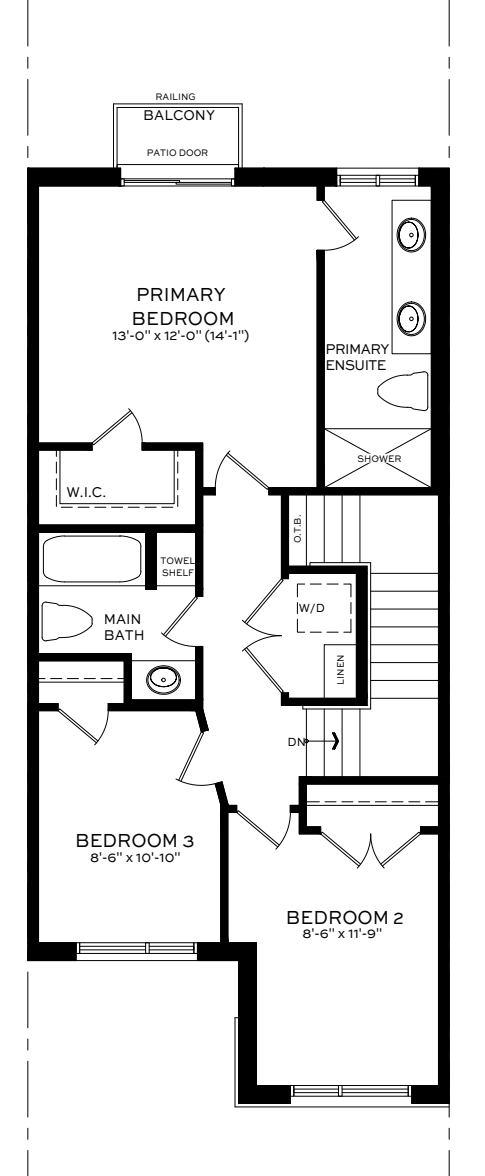 RAILING
BALCONY
PATIO DOOR
PRIMARY
BEDROOM
13'-0" x 12'-0" (14'-1")
PRIMARY
ENSUITE
SHOWER
W.I.C.
O.T.B.
TOWEL
SHELF
W/D
MAIN
BATH
LINEN
DN
BEDROOM 3
8'-6" x 10'-10"
BEDROOM 2
8'-6" x 11'-9"